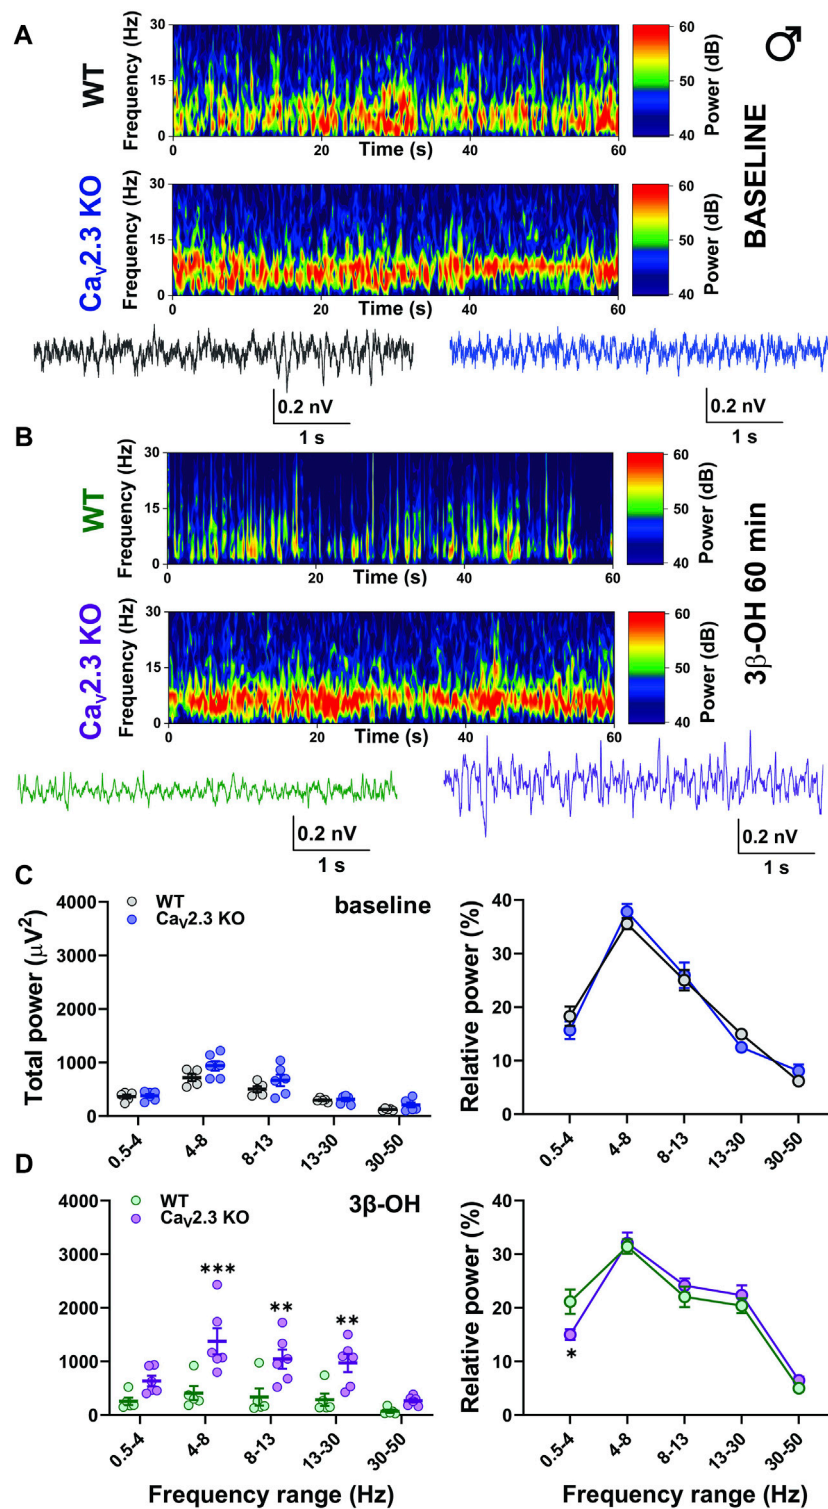 A
WT
Frequency (Hz)
30
15
0
0
20
40
60
Time (s)
60
50
40
Power (dB)
♂
BASELINE
Ca_V2.3 KO
Frequency (Hz)
30
15
0
0
20
40
60
Time (s)
60
50
40
Power (dB)
0.2 nV
1 s
0.2 nV
1 s
B
WT
Frequency (Hz)
30
15
0
0
20
40
60
Time (s)
60
50
40
Power (dB)
3β-OH 60 min
Ca_V2.3 KO
Frequency (Hz)
30
15
0
0
20
40
60
Time (s)
60
50
40
Power (dB)
0.2 nV
1 s
0.2 nV
1 s
C
Total power (μV²)
4000
3000
2000
1000
0
WT
Ca_V2.3 KO
baseline
0.5-4
4-8
8-13
13-30
30-50
Relative power (%)
40
30
20
10
0
0.5-4
4-8
8-13
13-30
30-50
D
Total power (μV²)
4000
3000
2000
1000
0
WT
Ca_V2.3 KO
3β-OH
***
**
**
0.5-4
4-8
8-13
13-30
30-50
Frequency range (Hz)
Relative power (%)
40
30
20
10
0
*
0.5-4
4-8
8-13
13-30
30-50
Frequency range (Hz)